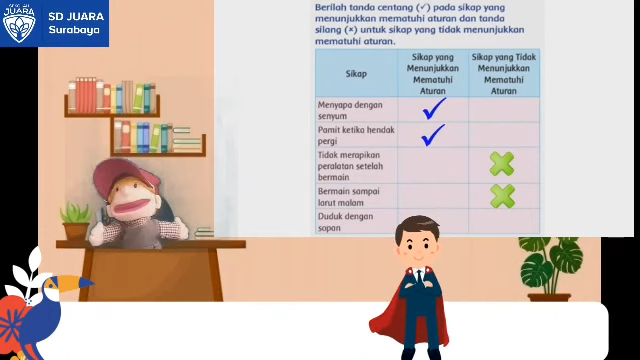 SEKOLAH
JUARA
SD JUARA
Surabaya
Berilah tanda centang (✓) pada sikap yang
menunjukkan mematuhi aturan dan tanda
silang (×) untuk sikap yang tidak menunjukkan
mematuhi aturan.
Sikap
Sikap yang
Menunjukkan
Mematuhi
Aturan
Sikap yang Tidak
Menunjukkan
Mematuhi
Aturan
Menyapa dengan
senyum
Pamit ketika hendak
pergi
Tidak merapikan
peralatan setelah
bermain
Bermain sampai
larut malam
Duduk dengan
sopan